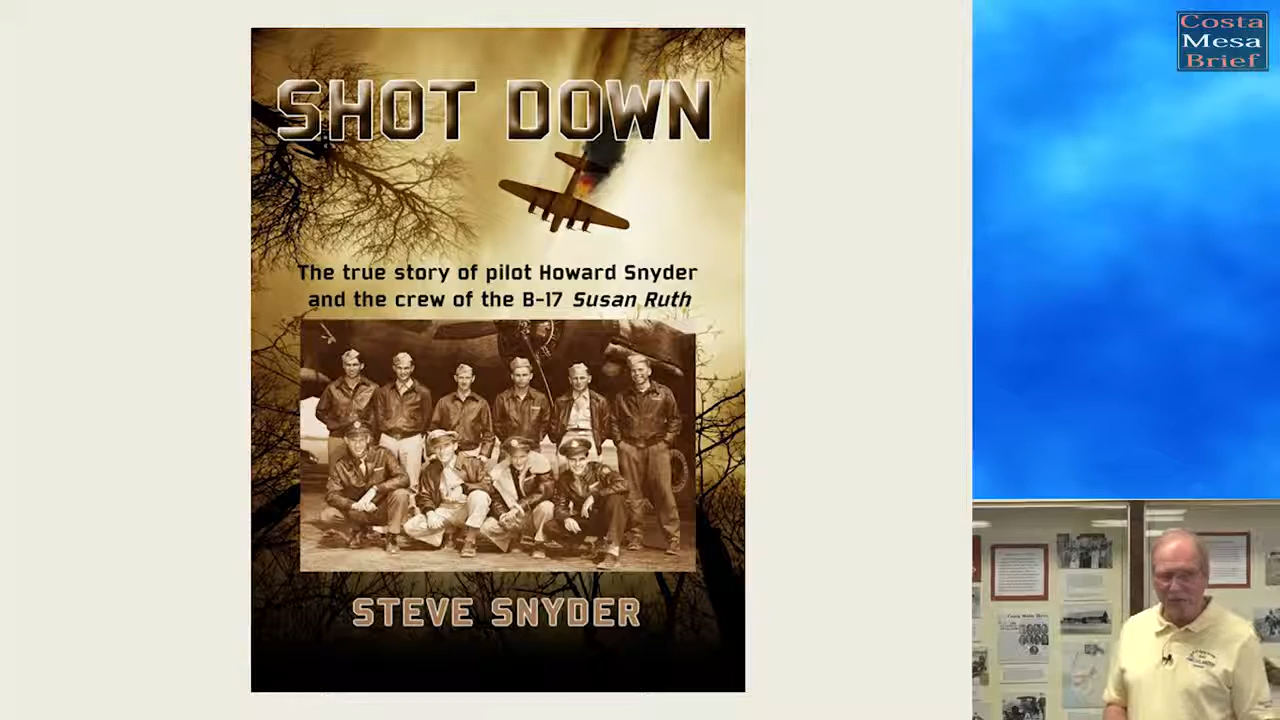 SHOT DOWN
The true story of pilot Howard Snyder
and the crew of the B-17 Susan Ruth
STEVE SNYDER
Costa
Mesa
Brief